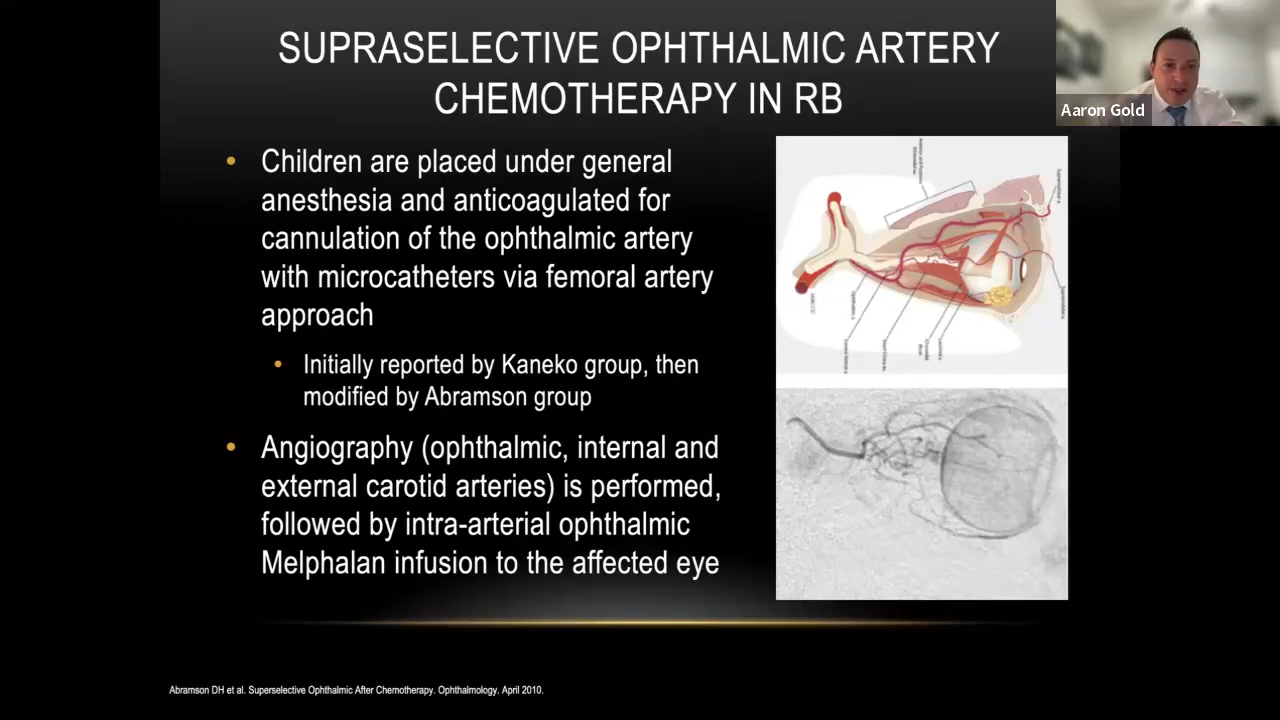 SUPRASELECTIVE OPHTHALMIC ARTERY
CHEMOTHERAPY IN RB
Aaron Gold
• Children are placed under general
anesthesia and anticoagulated for
cannulation of the ophthalmic artery
with microcatheters via femoral artery
approach
• Initially reported by Kaneko group, then
modified by Abramson group
• Angiography (ophthalmic, internal and
external carotid arteries) is performed,
followed by intra-arterial ophthalmic
Melphalan infusion to the affected eye
Abramson DH et al. Superselective Ophthalmic After Chemotherapy. Ophthalmology. April 2010.